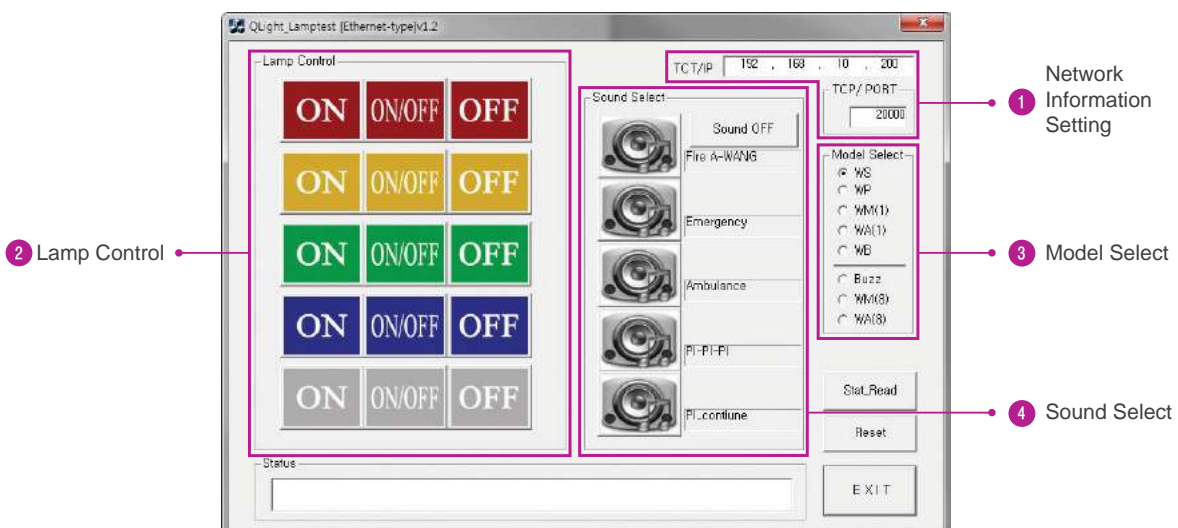 QLight_Lamptest [Ethernet-type]v1.2
Lamp Control
ON ON/OFF OFF
ON ON/OFF OFF
ON ON/OFF OFF
ON ON/OFF OFF
ON ON/OFF OFF
Sound Select
Sound OFF
Fire A-WANG
Emergency
Ambulance
PI-PI-PI
PI_contiune
TCT/IP 192 . 168 . 10 . 200
TCP/PORT
20000
Model Select
WS
WP
WM(1)
WA(1)
WB
Buzz
WM(8)
WA(8)
Stat_Read
Reset
EXIT
Status
1 Network
Information
Setting
2 Lamp Control
3 Model Select
4 Sound Select